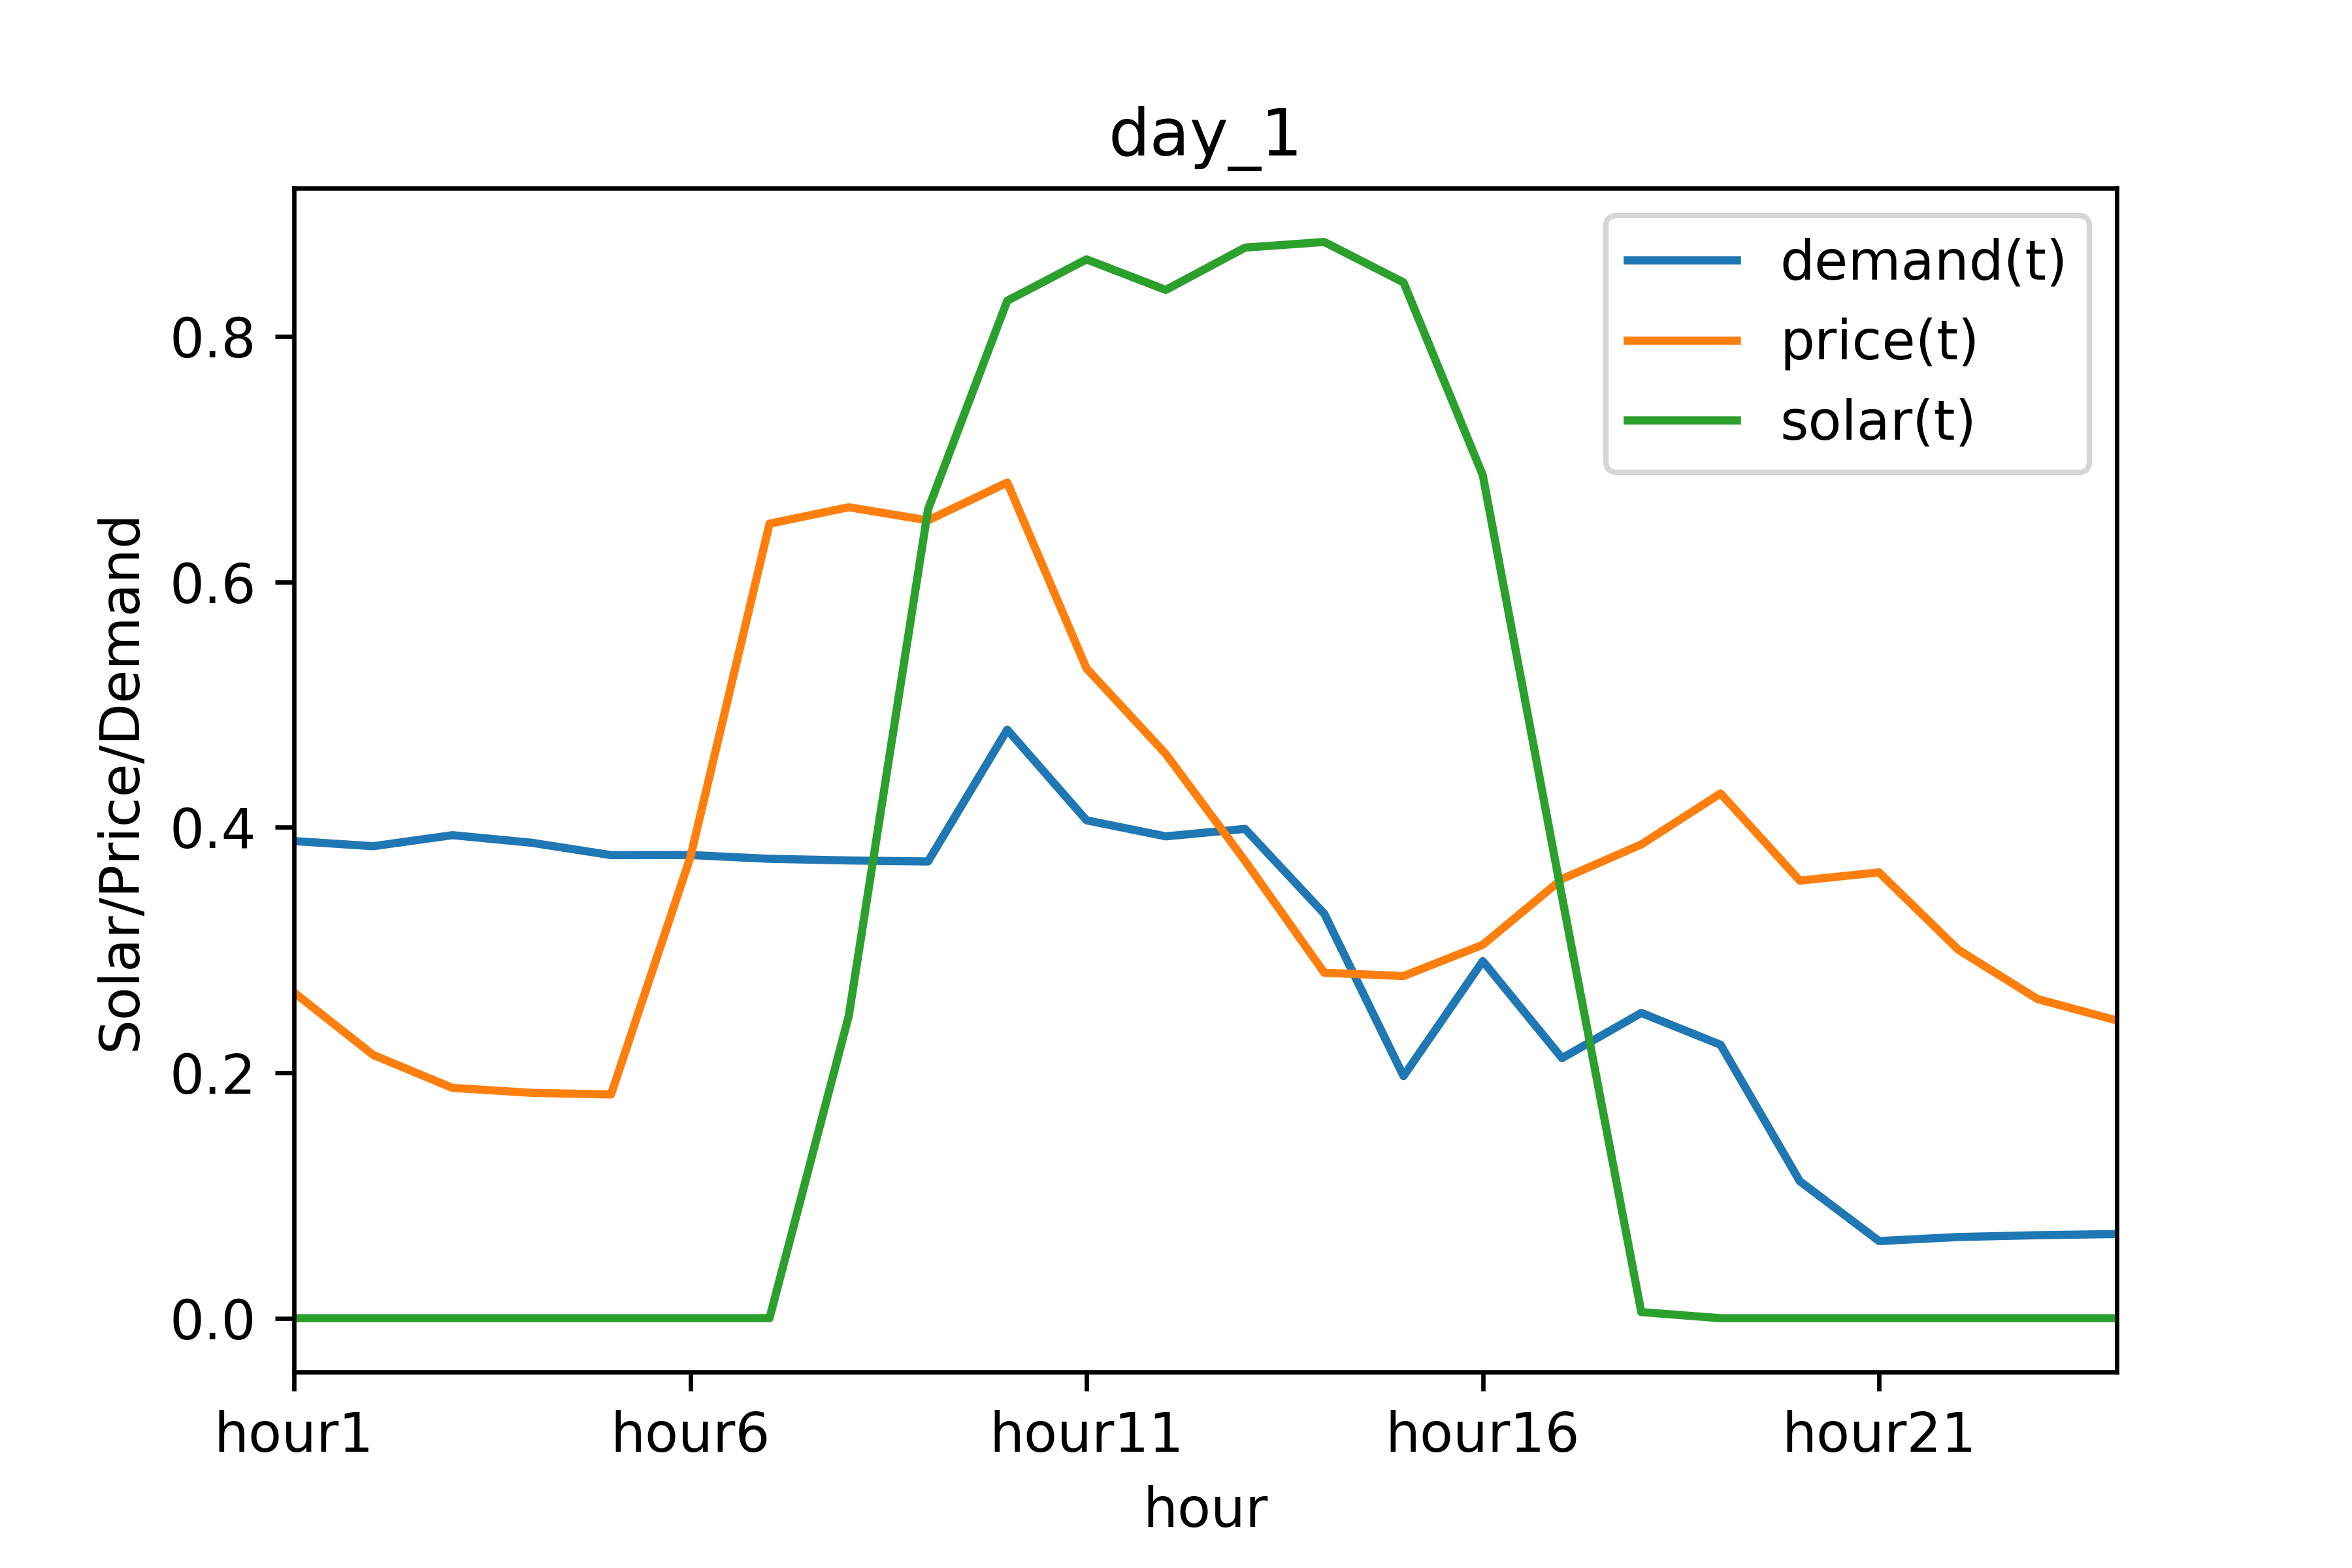 day_1
demand(t)
price(t)
solar(t)
Solar/Price/Demand
0.8
0.6
0.4
0.2
0.0
hour1 hour6 hour11 hour16 hour21
hour